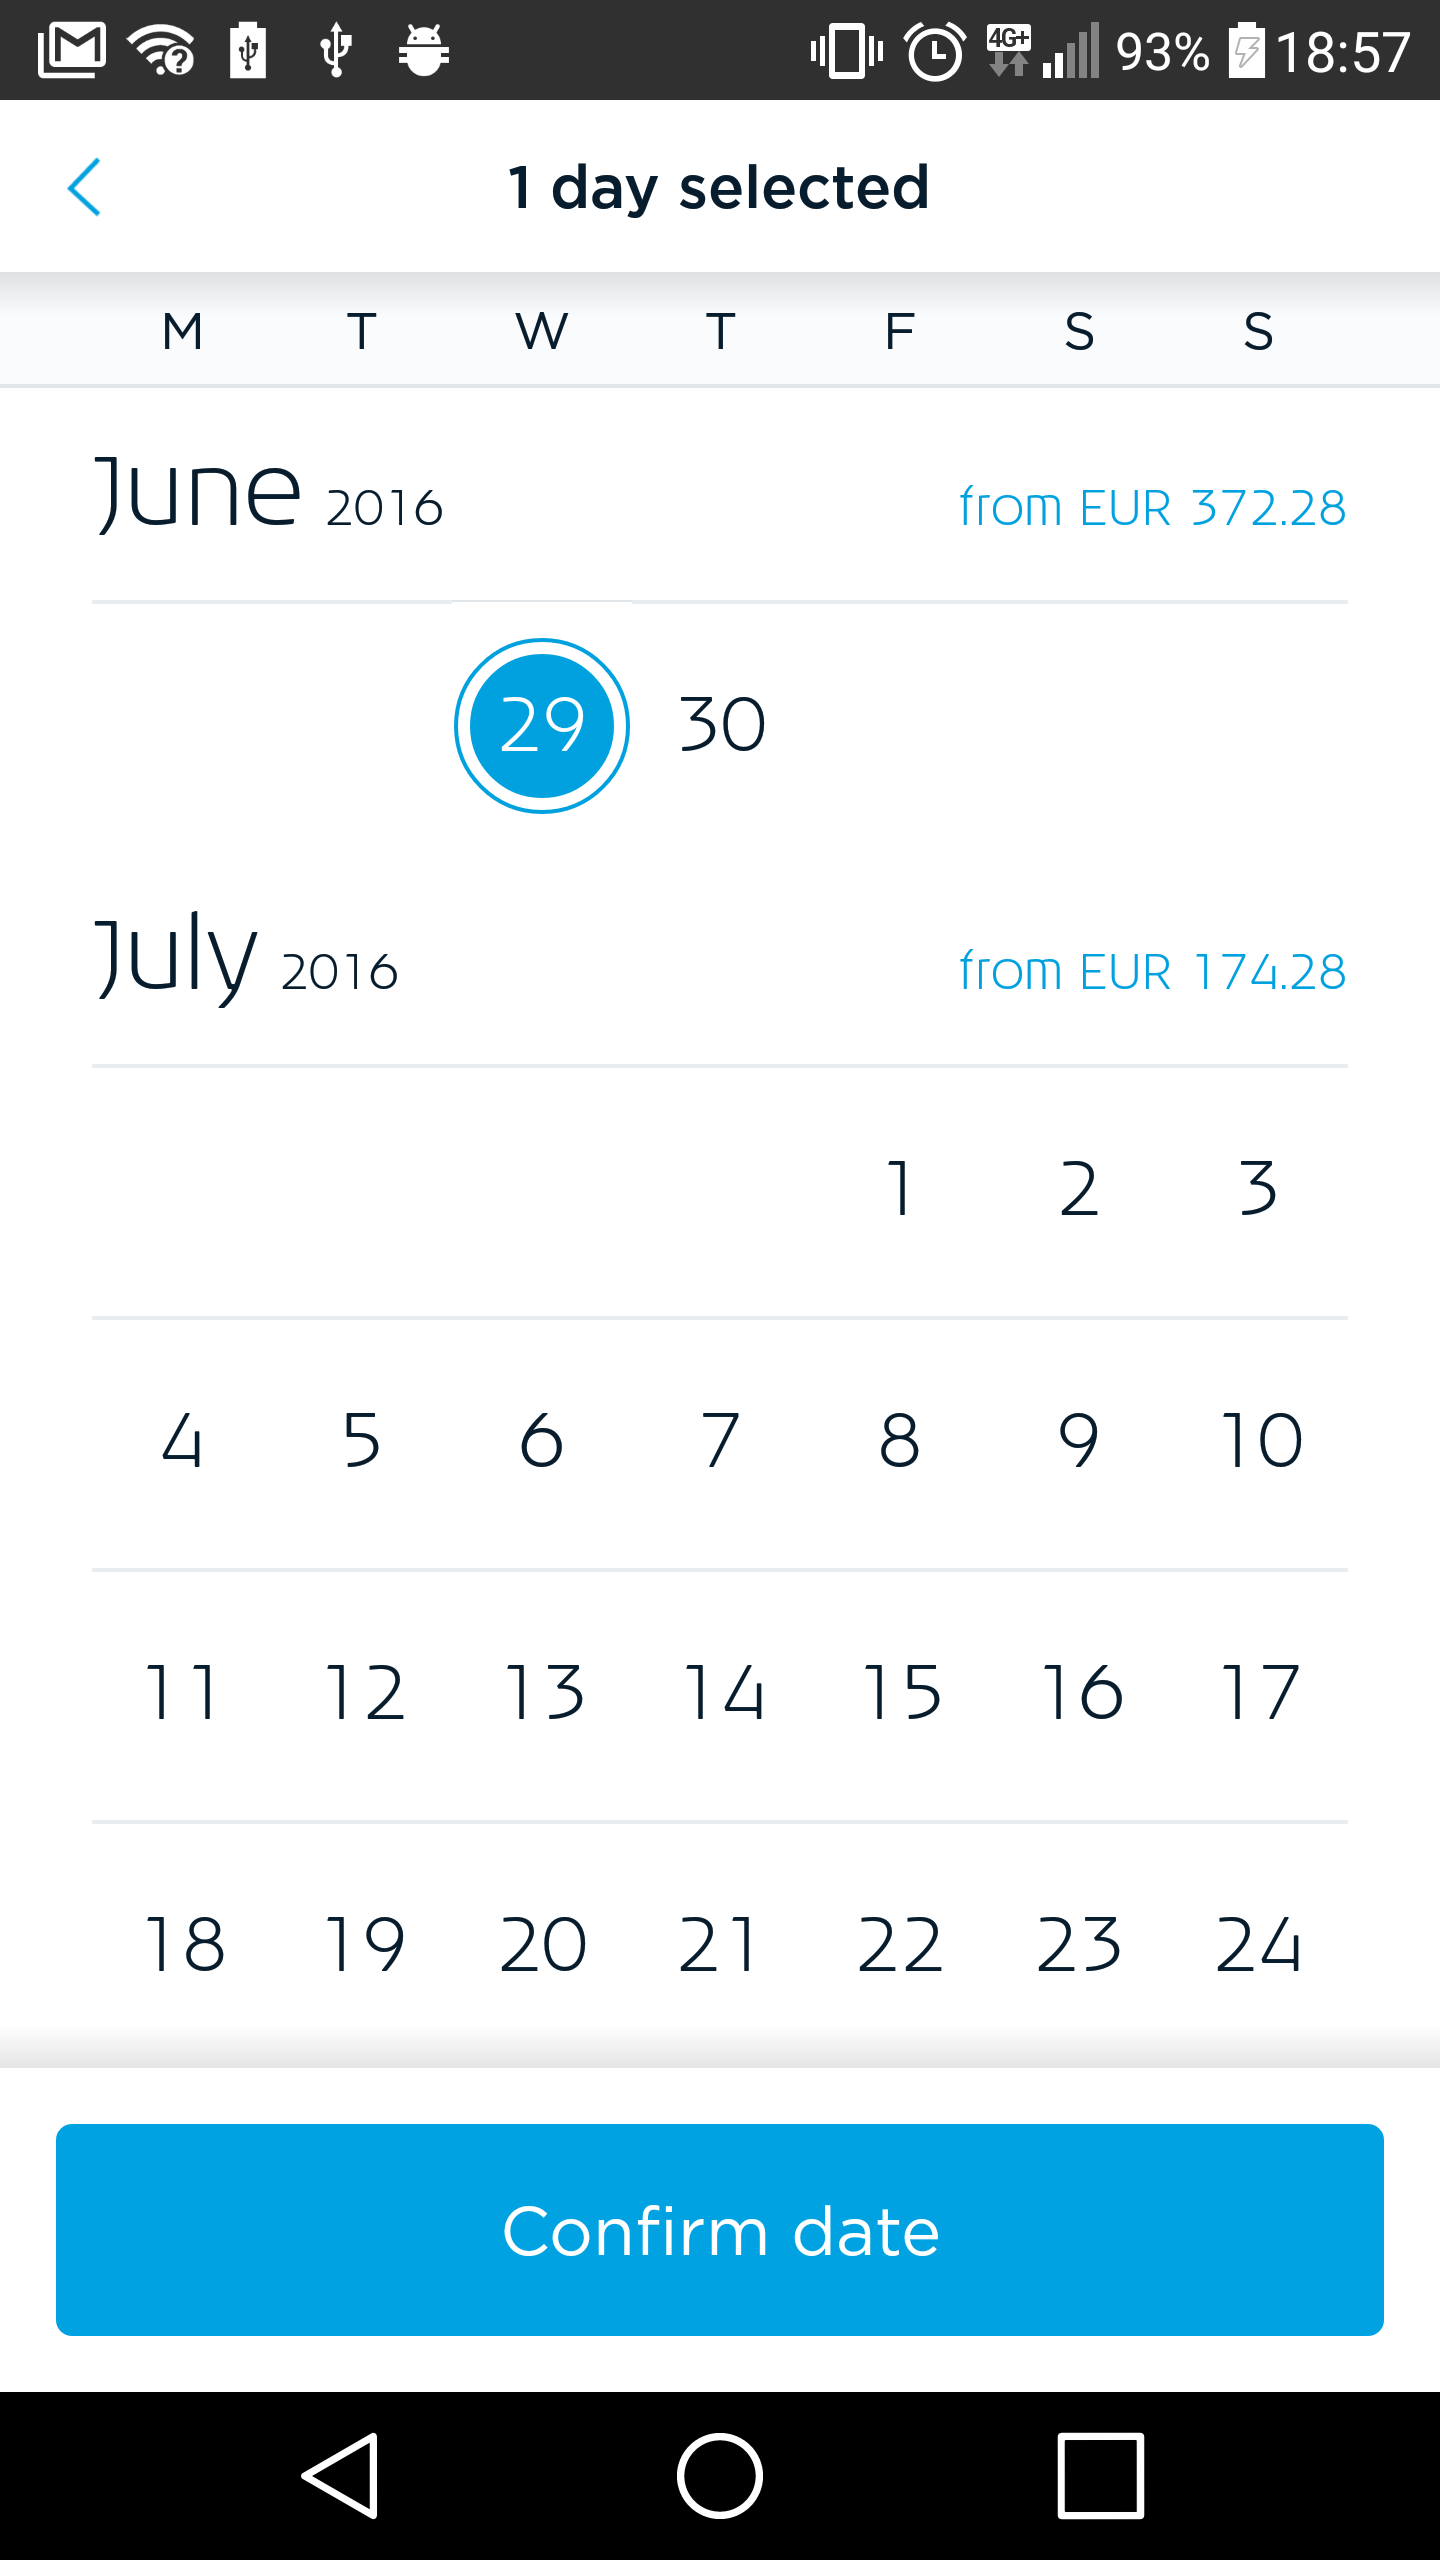 4G+ 93% 18:57
1 day selected
M T W T F S S
June 2016 from EUR 372.28
29 30
July 2016 from EUR 174.28
1 2 3
4 5 6 7 8 9 10
11 12 13 14 15 16 17
18 19 20 21 22 23 24
Confirm date